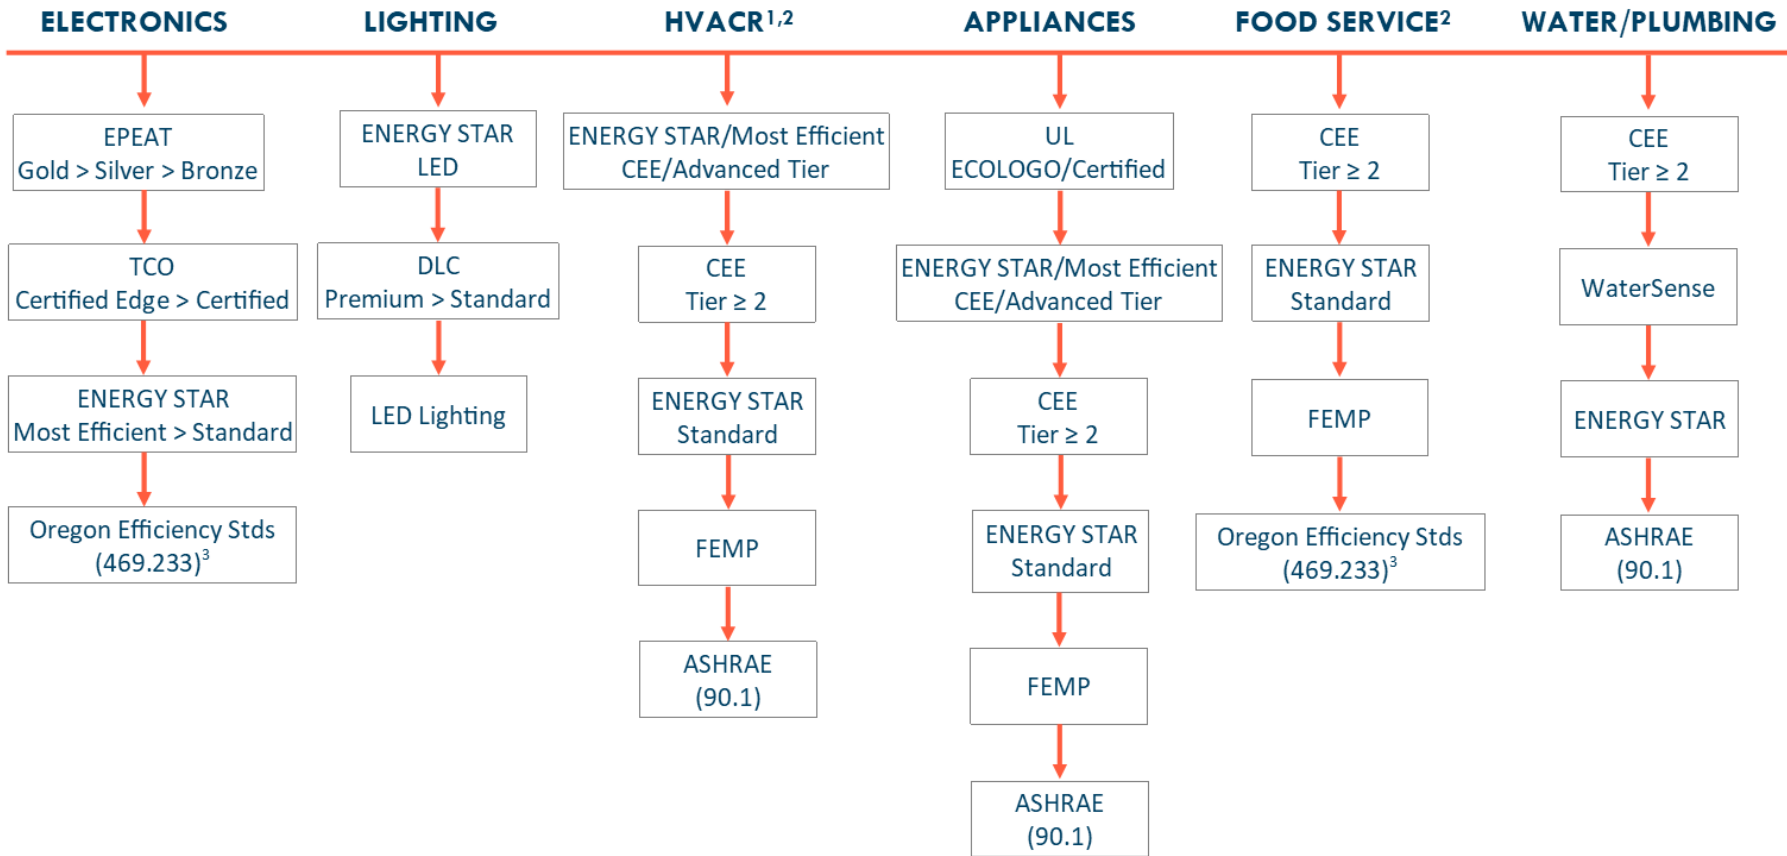 ELECTRONICS
EPEAT
Gold > Silver > Bronze
TCO
Certified Edge > Certified
ENERGY STAR
Most Efficient > Standard
Oregon Efficiency Stds
(469.233)³
LIGHTING
ENERGY STAR
LED
DLC
Premium > Standard
LED Lighting
HVACR¹,²
ENERGY STAR/Most Efficient
CEE/Advanced Tier
CEE
Tier ≥ 2
ENERGY STAR
Standard
FEMP
ASHRAE
(90.1)
APPLIANCES
UL
ECOLOGO/Certified
ENERGY STAR/Most Efficient
CEE/Advanced Tier
CEE
Tier ≥ 2
ENERGY STAR
Standard
FEMP
ASHRAE
(90.1)
FOOD SERVICE²
CEE
Tier ≥ 2
ENERGY STAR
Standard
FEMP
Oregon Efficiency Stds
(469.233)³
WATER/PLUMBING
CEE
Tier ≥ 2
WaterSense
ENERGY STAR
ASHRAE
(90.1)